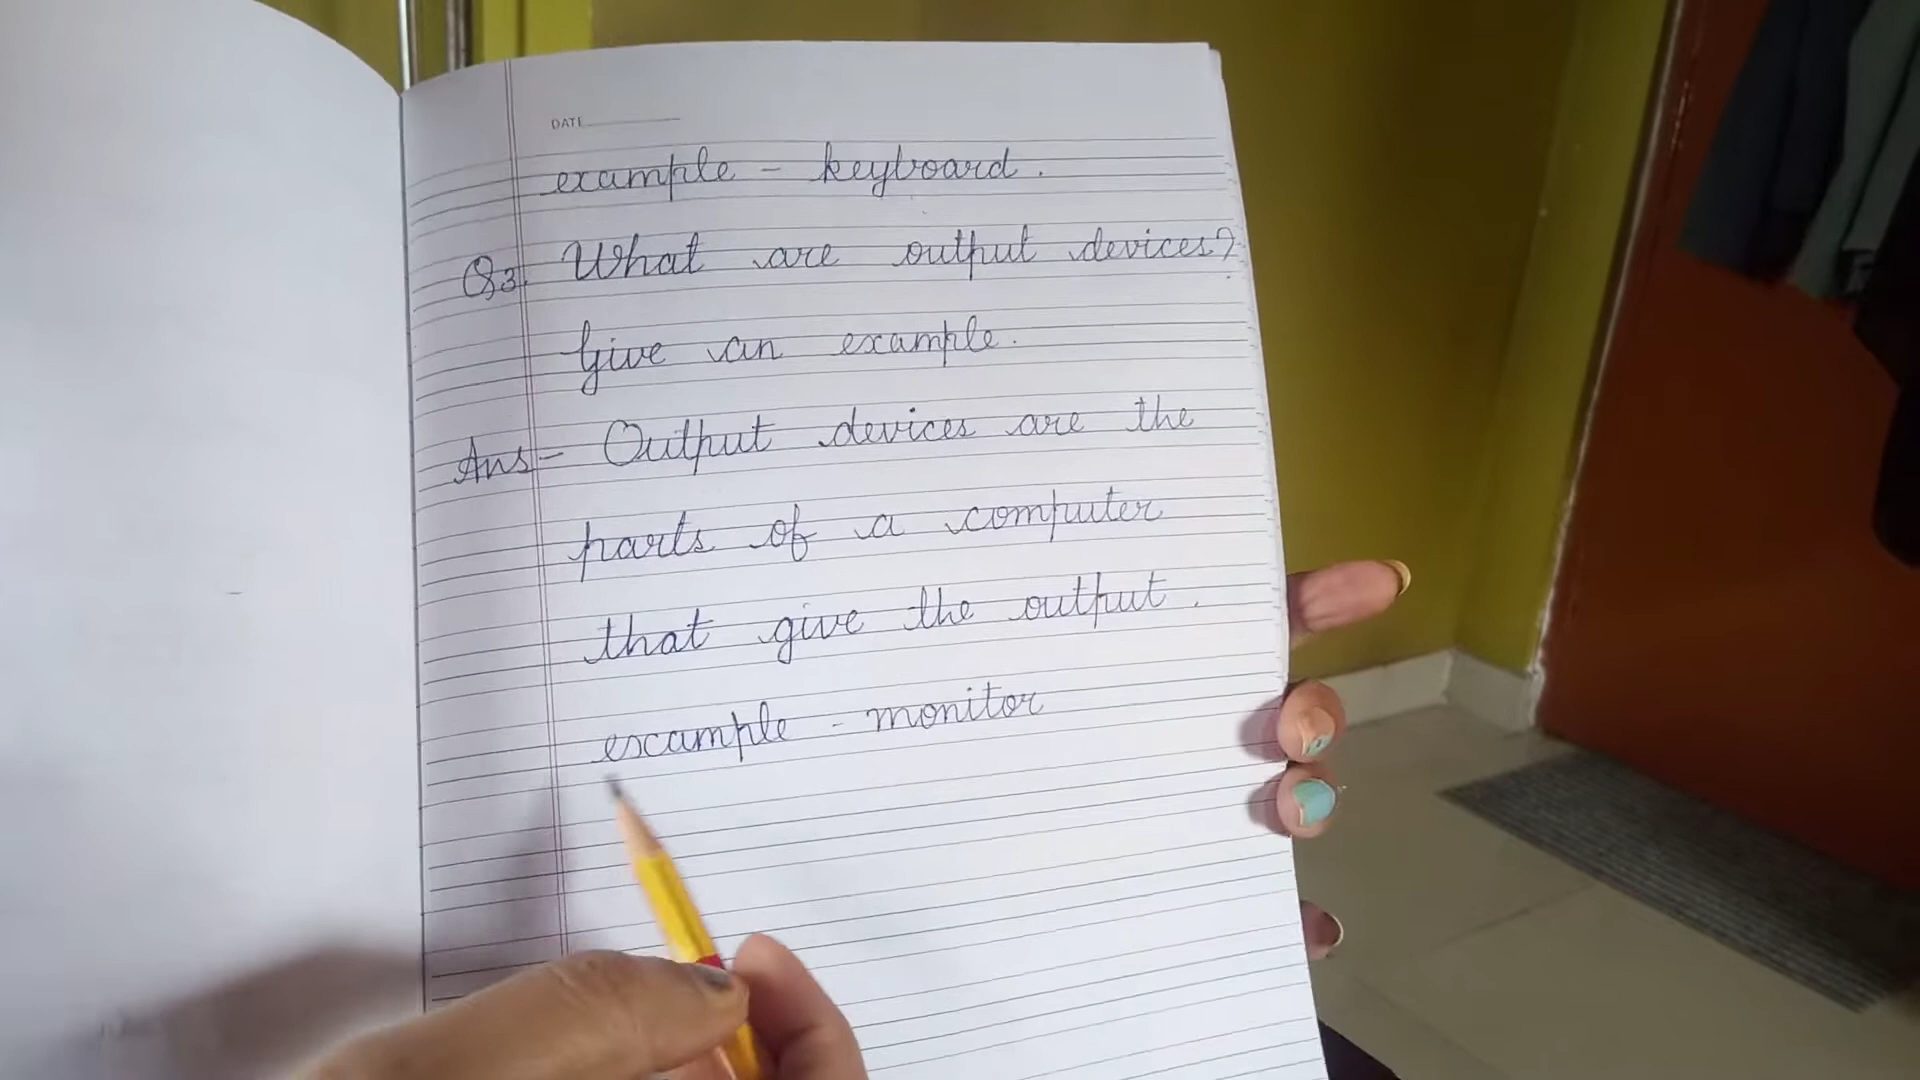 DATE
example - keyboard.
Q3. What are output devices?
Give an example.
Ans- Output devices are the
parts of a computer
that give the output.
example - monitor